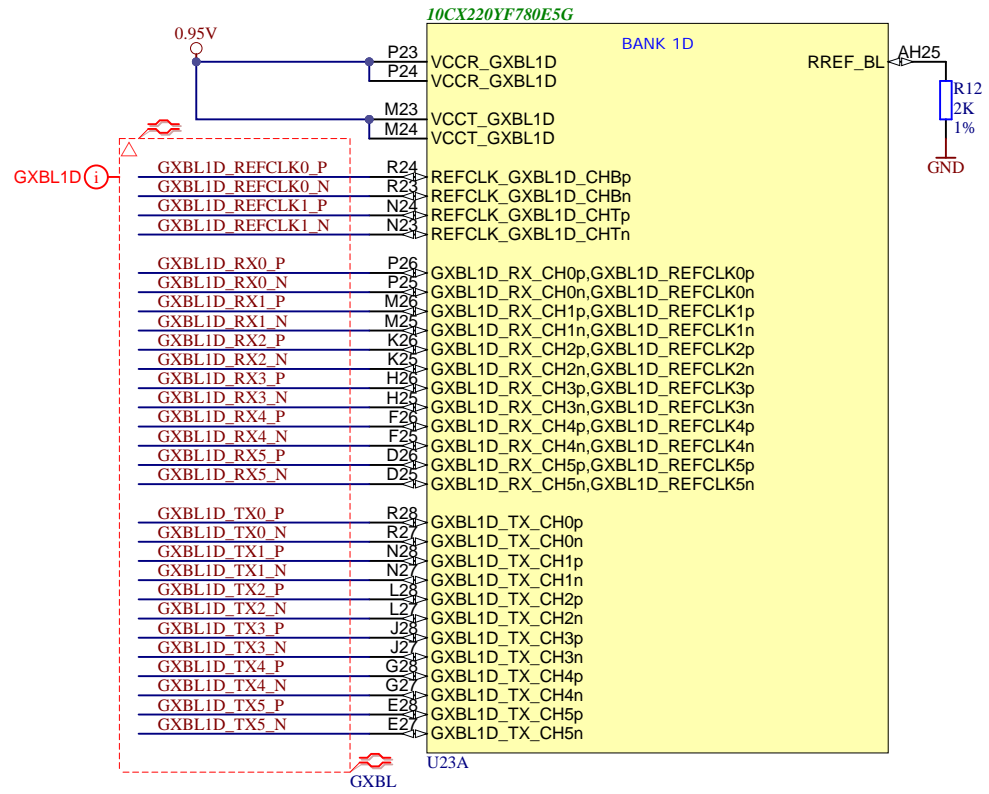 10CX220YF780E5G
BANK 1D
0.95V
P23 VCCR_GXBL1D
P24 VCCR_GXBL1D
M23 VCCT_GXBL1D
M24 VCCT_GXBL1D
RREF_BL AH25
R12
2K
1%
GND
GXBL1D i
GXBL1D_REFCLK0_P R24 REFCLK_GXBL1D_CHBp
GXBL1D_REFCLK0_N R23 REFCLK_GXBL1D_CHBn
GXBL1D_REFCLK1_P N24 REFCLK_GXBL1D_CHTp
GXBL1D_REFCLK1_N N23 REFCLK_GXBL1D_CHTn
GXBL1D_RX0_P P26 GXBL1D_RX_CH0p,GXBL1D_REFCLK0p
GXBL1D_RX0_N P25 GXBL1D_RX_CH0n,GXBL1D_REFCLK0n
GXBL1D_RX1_P M26 GXBL1D_RX_CH1p,GXBL1D_REFCLK1p
GXBL1D_RX1_N M25 GXBL1D_RX_CH1n,GXBL1D_REFCLK1n
GXBL1D_RX2_P K26 GXBL1D_RX_CH2p,GXBL1D_REFCLK2p
GXBL1D_RX2_N K25 GXBL1D_RX_CH2n,GXBL1D_REFCLK2n
GXBL1D_RX3_P H26 GXBL1D_RX_CH3p,GXBL1D_REFCLK3p
GXBL1D_RX3_N H25 GXBL1D_RX_CH3n,GXBL1D_REFCLK3n
GXBL1D_RX4_P F26 GXBL1D_RX_CH4p,GXBL1D_REFCLK4p
GXBL1D_RX4_N F25 GXBL1D_RX_CH4n,GXBL1D_REFCLK4n
GXBL1D_RX5_P D26 GXBL1D_RX_CH5p,GXBL1D_REFCLK5p
GXBL1D_RX5_N D25 GXBL1D_RX_CH5n,GXBL1D_REFCLK5n
GXBL1D_TX0_P R28 GXBL1D_TX_CH0p
GXBL1D_TX0_N R27 GXBL1D_TX_CH0n
GXBL1D_TX1_P N28 GXBL1D_TX_CH1p
GXBL1D_TX1_N N27 GXBL1D_TX_CH1n
GXBL1D_TX2_P L28 GXBL1D_TX_CH2p
GXBL1D_TX2_N L27 GXBL1D_TX_CH2n
GXBL1D_TX3_P J28 GXBL1D_TX_CH3p
GXBL1D_TX3_N J27 GXBL1D_TX_CH3n
GXBL1D_TX4_P G28 GXBL1D_TX_CH4p
GXBL1D_TX4_N G27 GXBL1D_TX_CH4n
GXBL1D_TX5_P E28 GXBL1D_TX_CH5p
GXBL1D_TX5_N E27 GXBL1D_TX_CH5n
U23A
GXBL